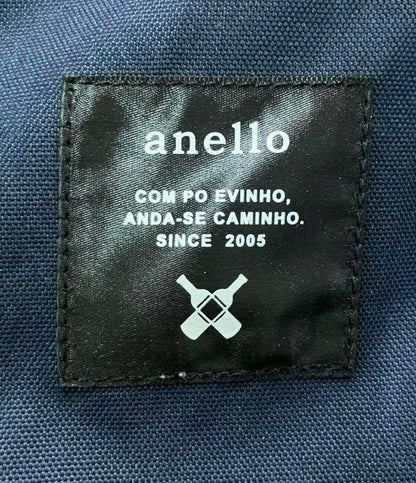 anello
COM PO EVINHO,
ANDA-SE CAMINHO.
SINCE 2005